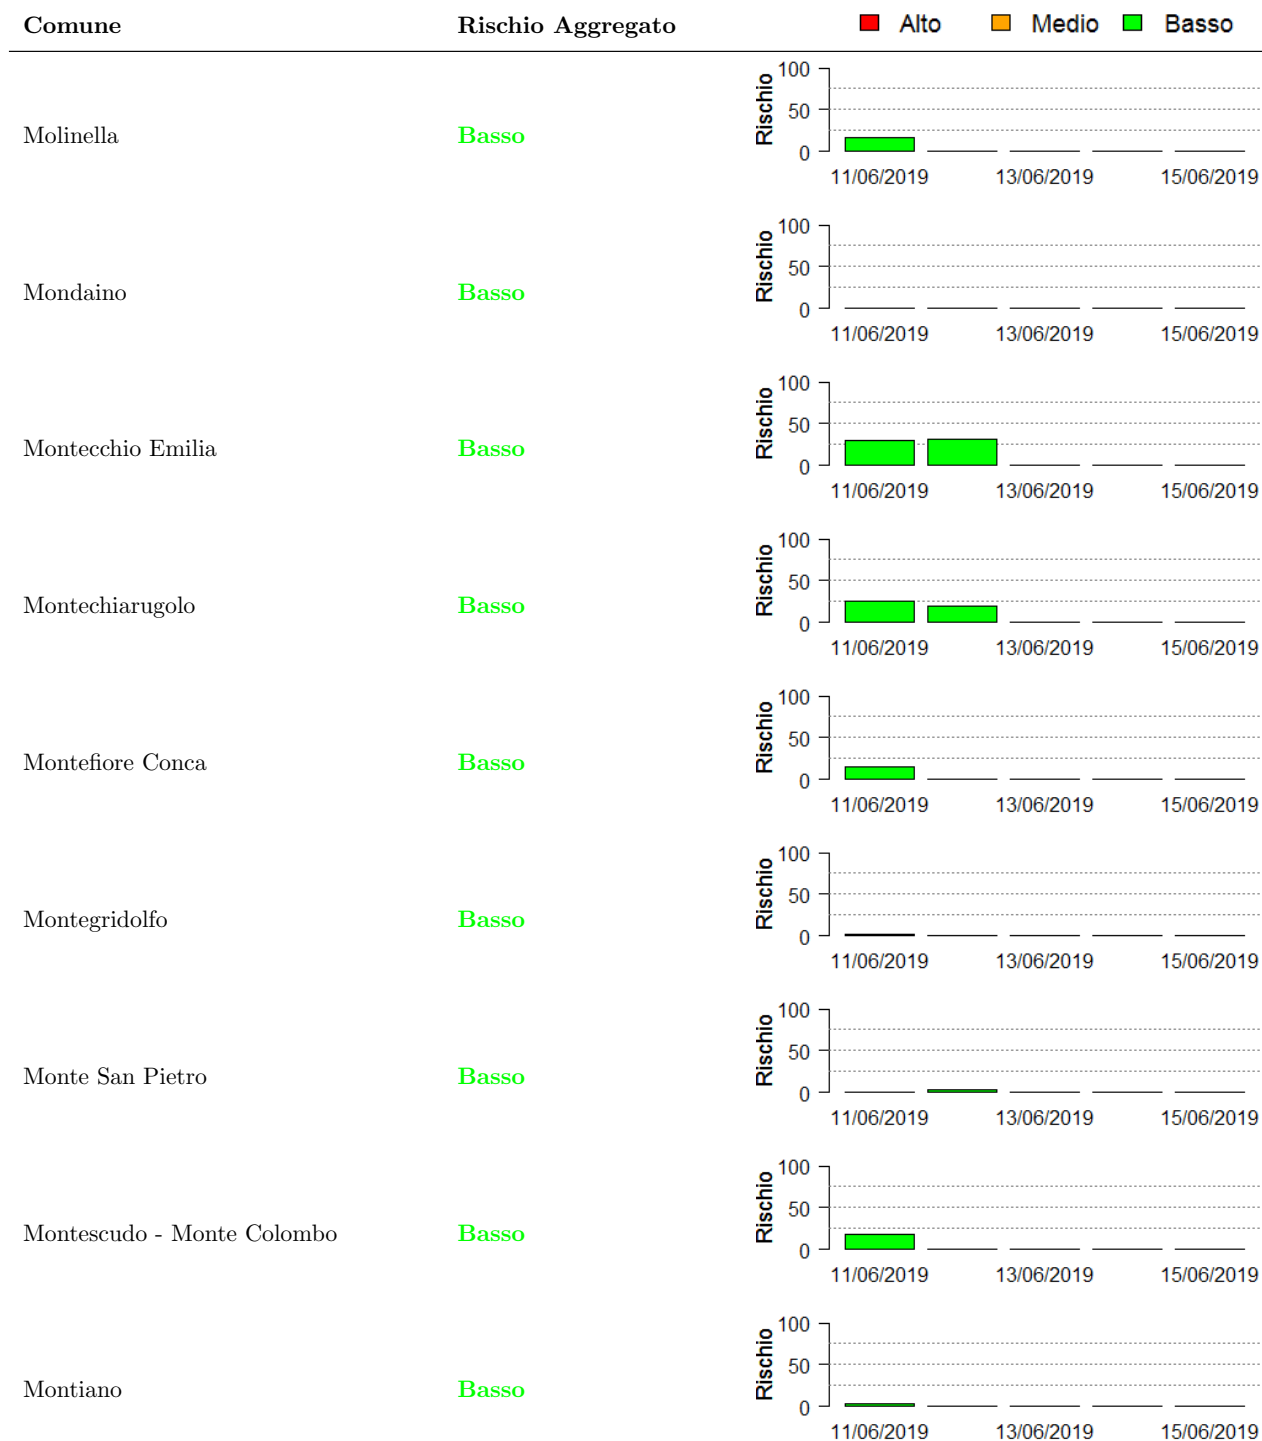 Comune Rischio Aggregato Alto Medio Basso
100
50
0
Rischio
Molinella Basso
11/06/2019 13/06/2019 15/06/2019
100
50
0
Rischio
Mondaino Basso
11/06/2019 13/06/2019 15/06/2019
100
50
0
Rischio
Montecchio Emilia Basso
11/06/2019 13/06/2019 15/06/2019
100
50
0
Rischio
Montechiarugolo Basso
11/06/2019 13/06/2019 15/06/2019
100
50
0
Rischio
Montefiore Conca Basso
11/06/2019 13/06/2019 15/06/2019
100
50
0
Rischio
Montegridolfo Basso
11/06/2019 13/06/2019 15/06/2019
100
50
0
Rischio
Monte San Pietro Basso
11/06/2019 13/06/2019 15/06/2019
100
50
0
Rischio
Montescudo - Monte Colombo Basso
11/06/2019 13/06/2019 15/06/2019
100
50
0
Rischio
Montiano Basso
11/06/2019 13/06/2019 15/06/2019